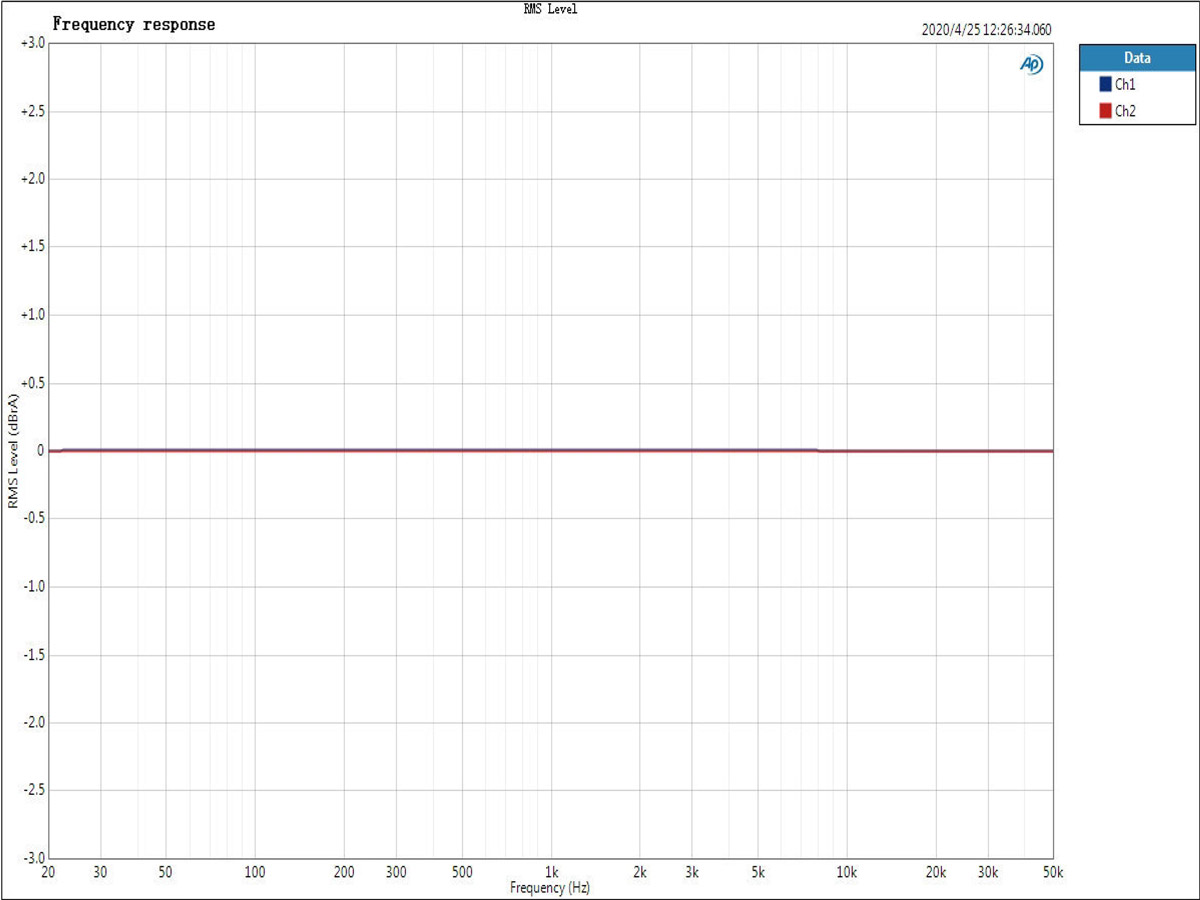 RMS Level
Frequency response
2020/4/25 12:26:34.060
AP
Data
Ch1
Ch2
+3.0
+2.5
+2.0
+1.5
+1.0
+0.5
0
-0.5
-1.0
-1.5
-2.0
-2.5
-3.0
RMS Level (dBrA)
20 30 50 100 200 300 500 1k 2k 3k 5k 10k 20k 30k 50k
Frequency (Hz)